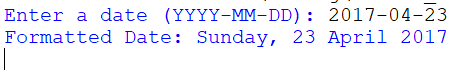 Enter a date (YYYY-MM-DD): 2017-04-23
Formatted Date: Sunday, 23 April 2017